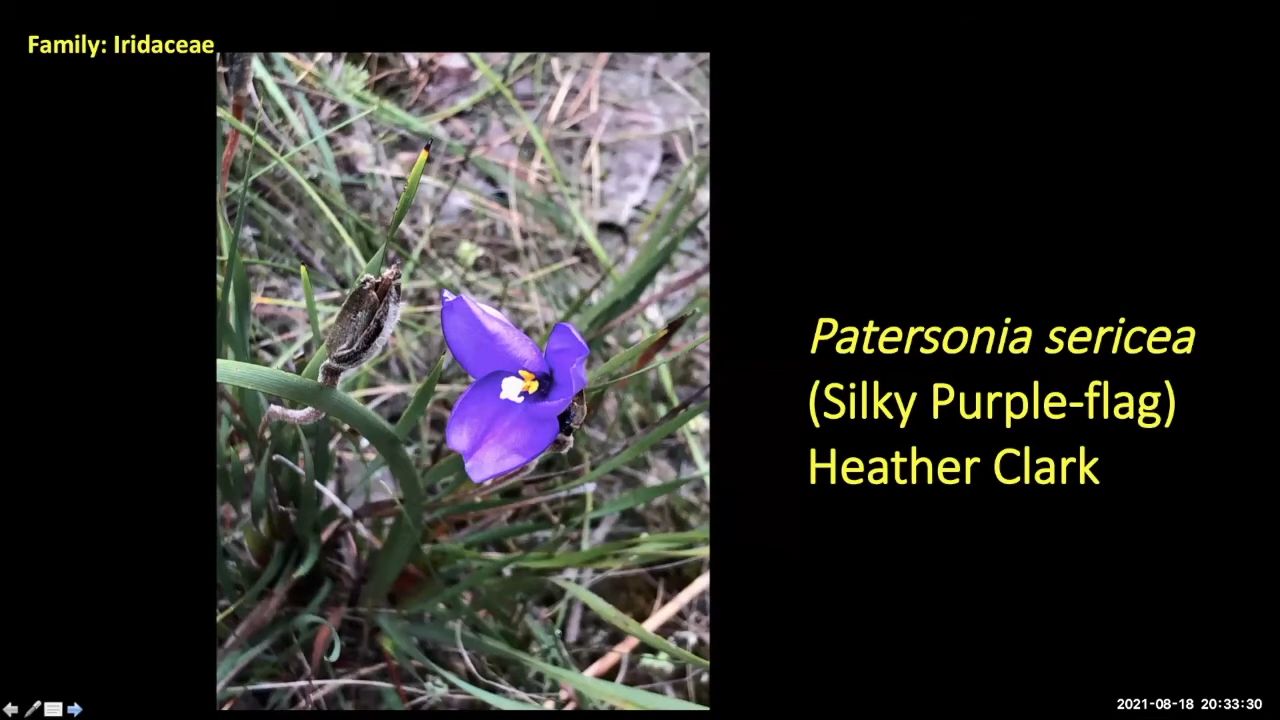 Family: Iridaceae
Patersonia sericea
(Silky Purple-flag)
Heather Clark
2021-08-18 20:33:30